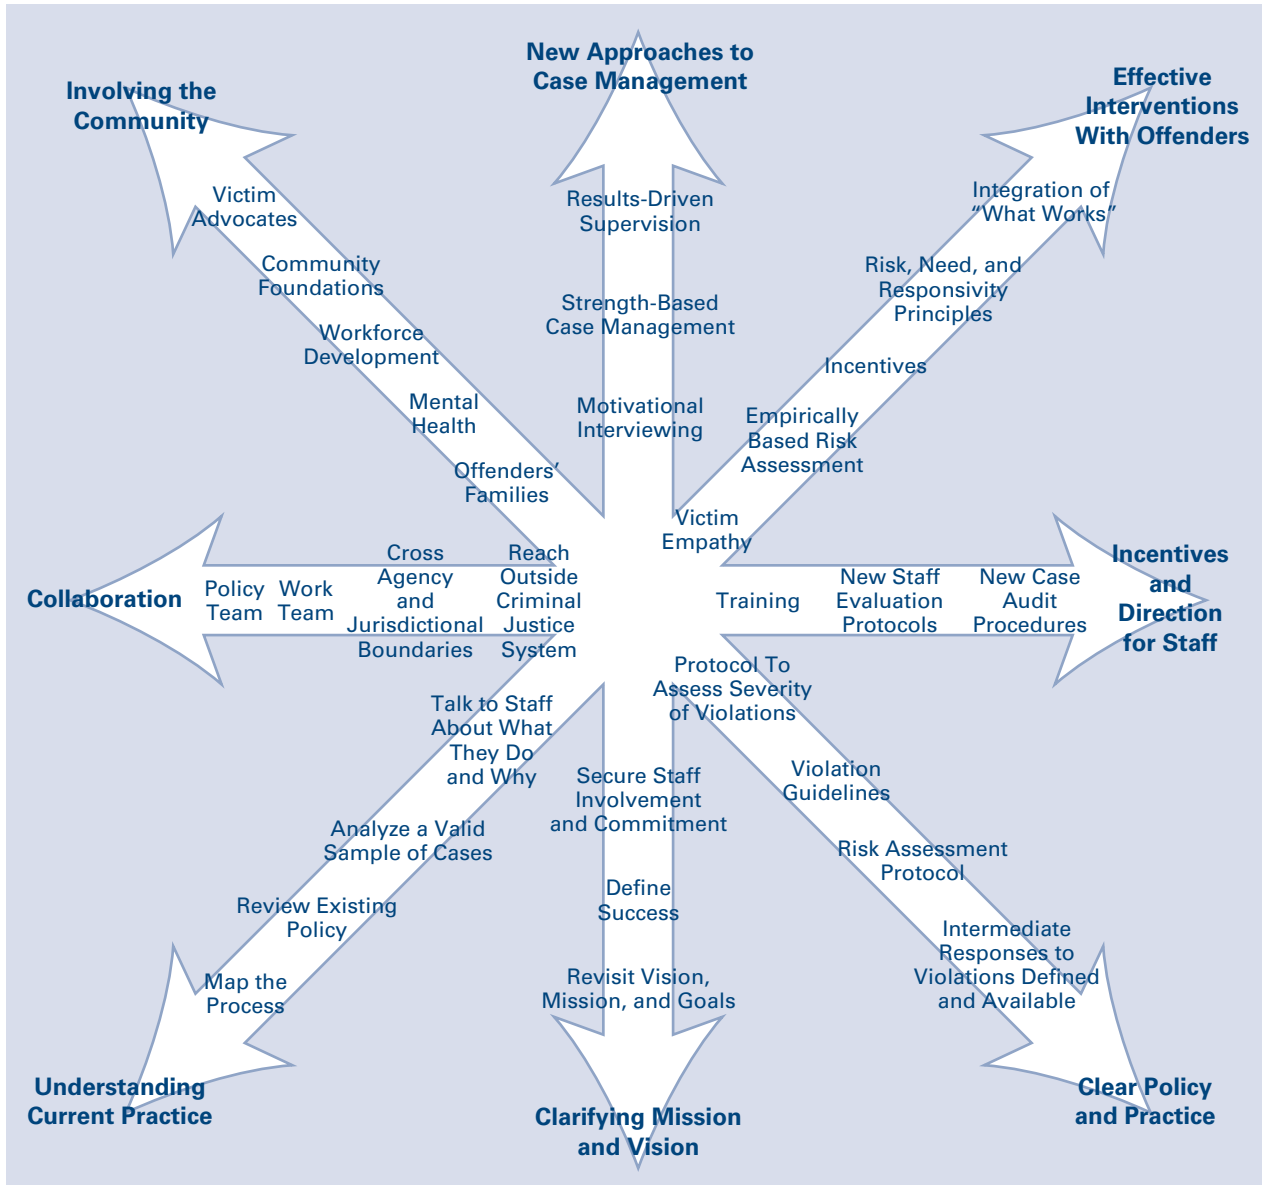 New Approaches to
Case Management
Results-Driven
Supervision
Strength-Based
Case Management
Motivational
Interviewing
Effective
Interventions
With Offenders
Integration of
“What Works”
Risk, Need, and
Responsivity
Principles
Incentives
Empirically
Based Risk
Assessment
Victim
Empathy
Incentives
and
Direction
for Staff
New Case
Audit
Procedures
New Staff
Evaluation
Protocols
Training
Protocol To
Assess Severity
of Violations
Violation
Guidelines
Risk Assessment
Protocol
Intermediate
Responses to
Violations Defined
and Available
Clear Policy
and Practice
Secure Staff
Involvement
and Commitment
Define
Success
Revisit Vision,
Mission, and Goals
Clarifying Mission
and Vision
Talk to Staff
About What
They Do
and Why
Analyze a Valid
Sample of Cases
Review Existing
Policy
Map the
Process
Understanding
Current Practice
Collaboration
Policy
Team
Work
Team
Cross
Agency
and
Jurisdictional
Boundaries
Reach
Outside
Criminal
Justice
System
Involving the
Community
Victim
Advocates
Community
Foundations
Workforce
Development
Mental
Health
Offenders’
Families